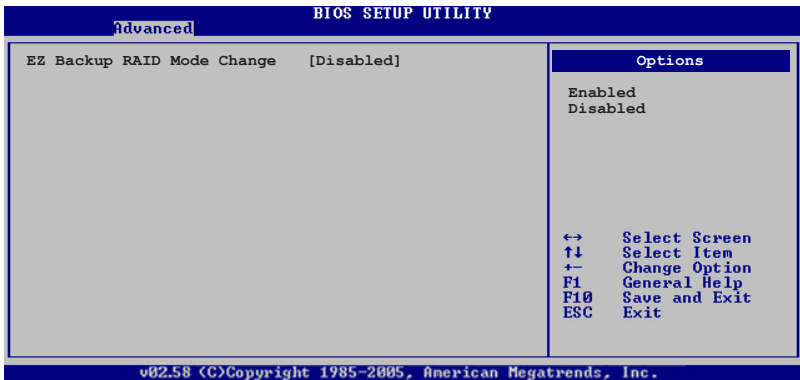 BIOS SETUP UTILITY
Advanced
EZ Backup RAID Mode Change [Disabled]
Options
Enabled
Disabled
←→ Select Screen
↑↓ Select Item
+- Change Option
F1 General Help
F10 Save and Exit
ESC Exit
v02.58 (C)Copyright 1985-2005, American Megatrends, Inc.